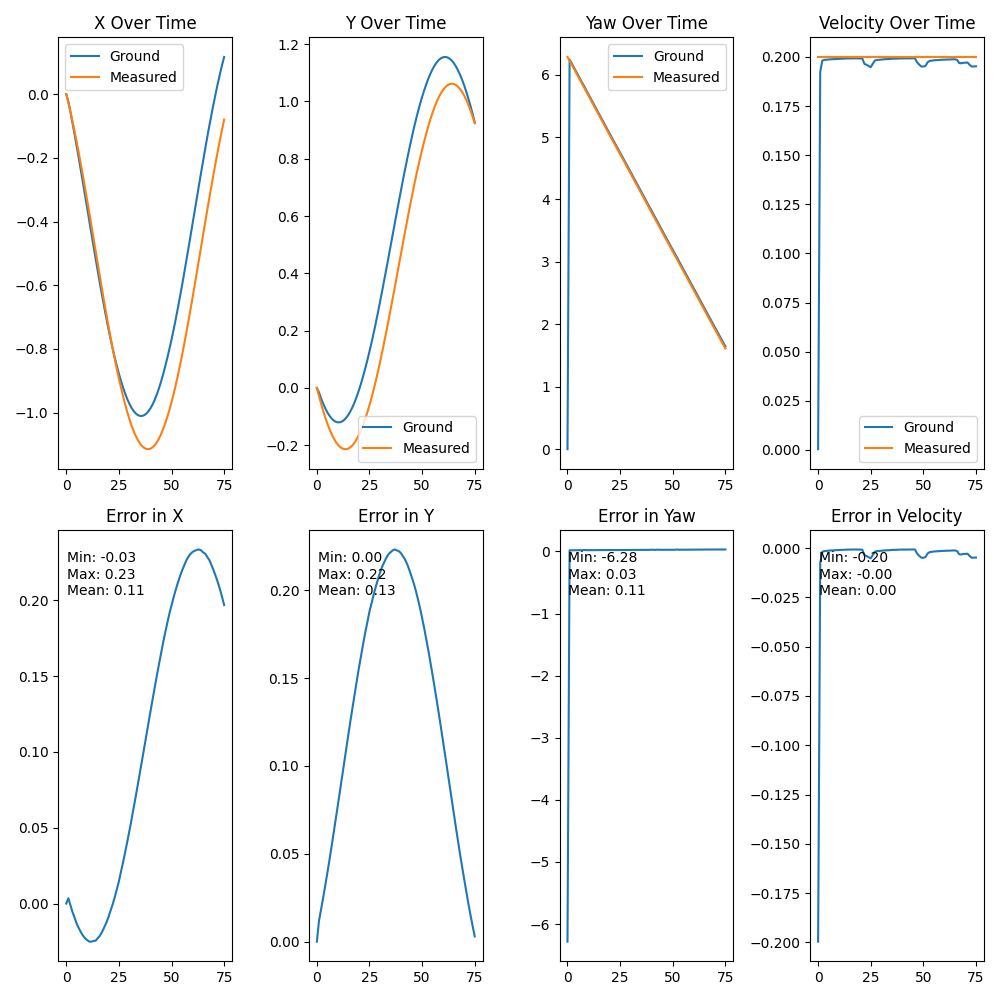 X Over Time
Y Over Time
Yaw Over Time
Velocity Over Time
Ground
Measured
0.0
−0.2
−0.4
−0.6
−0.8
−1.0
0 25 50 75
1.2
1.0
0.8
0.6
0.4
0.2
0.0
−0.2
Ground
Measured
0 25 50 75
Ground
Measured
6
5
4
3
2
1
0
0 25 50 75
0.200
0.175
0.150
0.125
0.100
0.075
0.050
0.025
0.000
Ground
Measured
0 25 50 75
Error in X
Error in Y
Error in Yaw
Error in Velocity
Min: -0.03
Max: 0.23
Mean: 0.11
0.20
0.15
0.10
0.05
0.00
0 25 50 75
Min: 0.00
Max: 0.22
Mean: 0.13
0.20
0.15
0.10
0.05
0.00
0 25 50 75
Min: -6.28
Max: 0.03
Mean: 0.11
0
−1
−2
−3
−4
−5
−6
0 25 50 75
Min: -0.20
Max: -0.00
Mean: 0.00
0.000
−0.025
−0.050
−0.075
−0.100
−0.125
−0.150
−0.175
−0.200
0 25 50 75